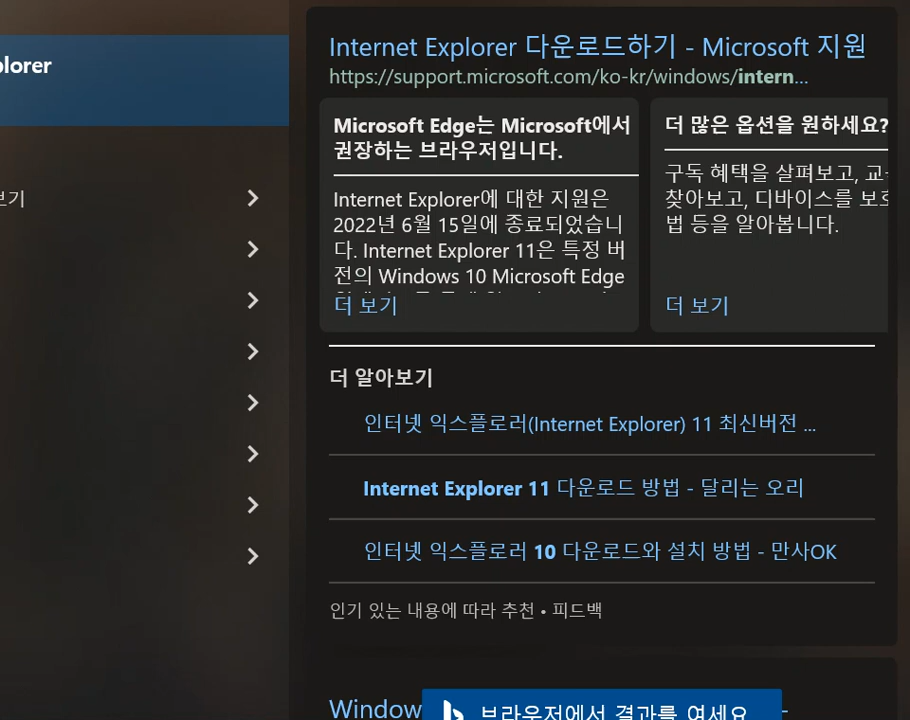 plorer
보기
Internet Explorer 다운로드하기 - Microsoft 지원
https://support.microsoft.com/ko-kr/windows/intern...
Microsoft Edge는 Microsoft에서
권장하는 브라우저입니다.
Internet Explorer에 대한 지원은
2022년 6월 15일에 종료되었습니
다. Internet Explorer 11은 특정 버
전의 Windows 10 Microsoft Edge
더 보기
더 많은 옵션을 원하세요?
구독 혜택을 살펴보고, 교육
찾아보고, 디바이스를 보호
법 등을 알아봅니다.
더 보기
더 알아보기
인터넷 익스플로러(Internet Explorer) 11 최신버전 ...
Internet Explorer 11 다운로드 방법 - 달리는 오리
인터넷 익스플로러 10 다운로드와 설치 방법 - 만사OK
인기 있는 내용에 따라 추천 • 피드백
Window
브라우저에서 결과를 여세요
-